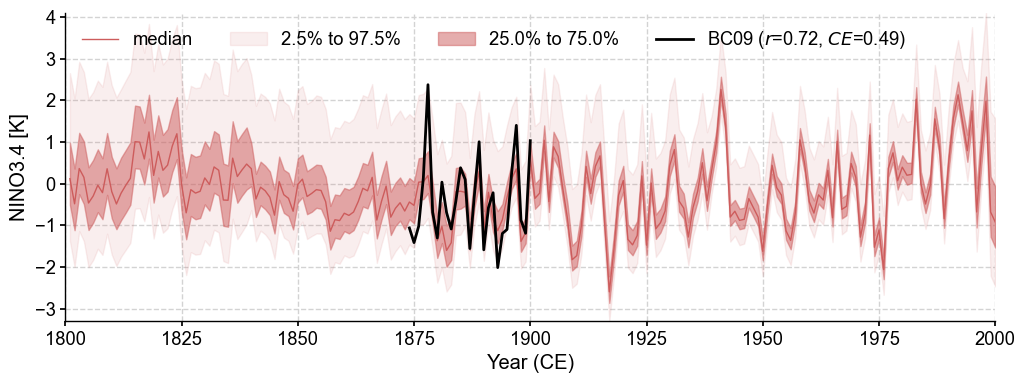 4
3
2
1
0
−1
−2
−3
NINO3.4 [K]
median
2.5% to 97.5%
25.0% to 75.0%
BC09 (r=0.72, CE=0.49)
1800 1825 1850 1875 1900 1925 1950 1975 2000
Year (CE)